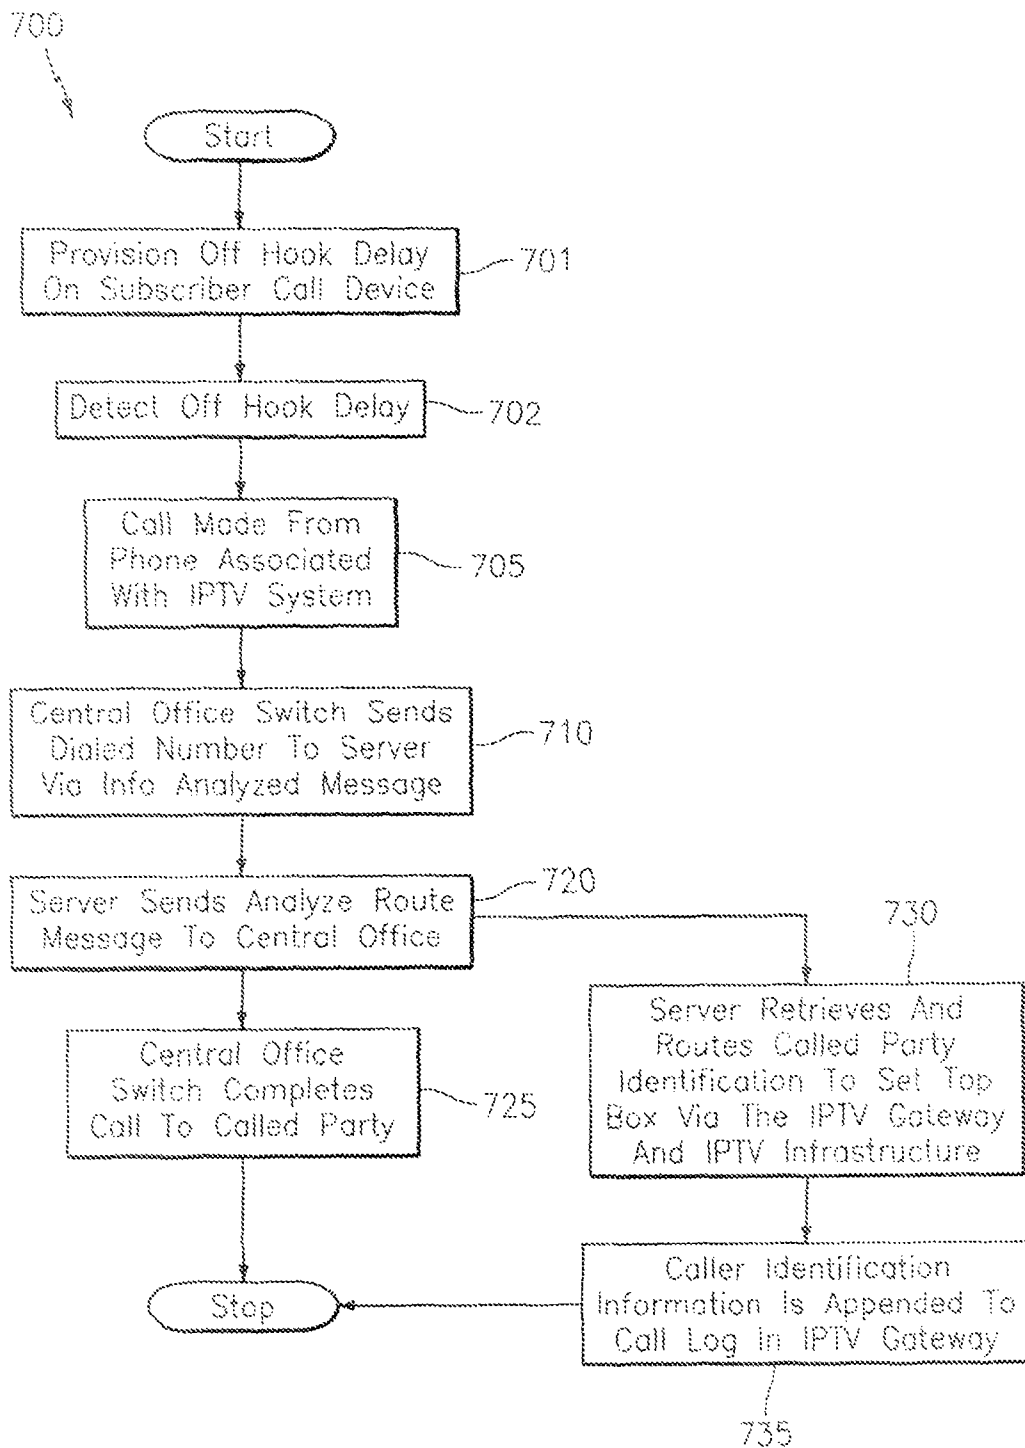 700
Start
Provision Off Hook Delay
On Subscriber Call Device
701
Detect Off Hook Delay
702
Call Made From
Phone Associated
With IPTV System
705
Central Office Switch Sends
Dialed Number To Server
Via Info Analyzed Message
710
Server Sends Analyze Route
Message To Central Office
720
Central Office
Switch Completes
Call To Called Party
725
730
Server Retrieves And
Routes Called Party
Identification To Set Top
Box Via The IPTV Gateway
And IPTV Infrastructure
Caller Identification
Information Is Appended To
Call Log In IPTV Gateway
735
Stop